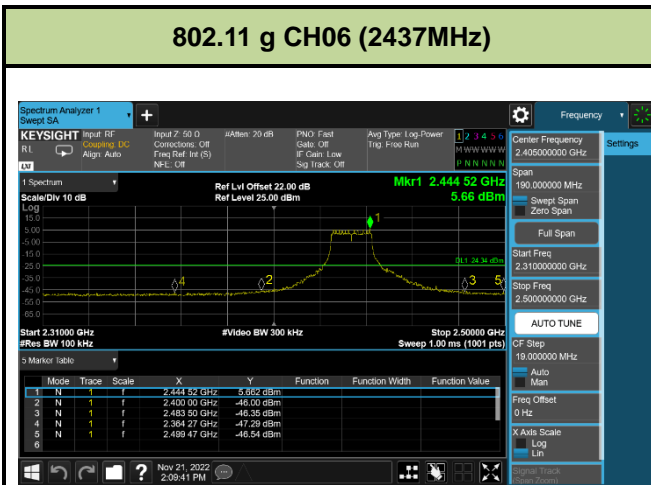 802.11 g CH06 (2437MHz)
Spectrum Analyzer 1
Swept SA
+
Frequency
Settings
KEYSIGHT
RL
LXI
Input: RF
Coupling: DC
Align: Auto
Input Z: 50 Ω
Corrections: Off
Freq Ref: Int (S)
NFE: Off
#Atten: 20 dB
PNO: Fast
Gate: Off
IF Gain: Low
Sig Track: Off
Avg Type: Log-Power
Trig: Free Run
1 2 3 4 5 6
M W W W W W
P N N N N N
1 Spectrum
Scale/Div 10 dB
Log
Ref Lvl Offset 22.00 dB
Ref Level 25.00 dBm
Mkr1 2.444 52 GHz
5.66 dBm
15.0
5.00
-5.00
-15.0
-25.0
-35.0
-45.0
-55.0
-65.0
1
DL1 -24.34 dBm
4
2
3
5
Start 2.31000 GHz
#Res BW 100 kHz
#Video BW 300 kHz
Stop 2.50000 GHz
Sweep 1.00 ms (1001 pts)
5 Marker Table
Mode Trace Scale X Y Function Function Width Function Value
1 N 1 f 2.444 52 GHz 5.662 dBm
2 N 1 f 2.400 00 GHz -46.00 dBm
3 N 1 f 2.483 50 GHz -46.35 dBm
4 N 1 f 2.364 27 GHz -47.29 dBm
5 N 1 f 2.499 47 GHz -46.54 dBm
6
Center Frequency
2.405000000 GHz
Span
190.000000 MHz
Swept Span
Zero Span
Full Span
Start Freq
2.310000000 GHz
Stop Freq
2.500000000 GHz
AUTO TUNE
CF Step
19.000000 MHz
Auto
Man
Freq Offset
0 Hz
X Axis Scale
Log
Lin
Signal Track
(Span Zoom)
?
Nov 21, 2022
2:09:41 PM